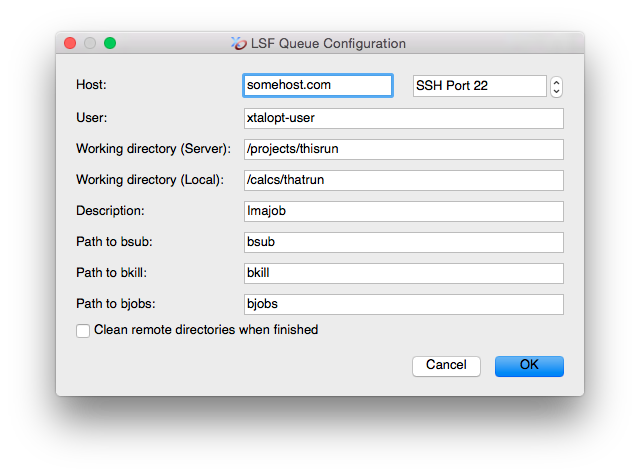 LSF Queue Configuration
Host: somehost.com SSH Port 22
User: xtalopt-user
Working directory (Server): /projects/thisrun
Working directory (Local): /calcs/thatrun
Description: Imajob
Path to bsub: bsub
Path to bkill: bkill
Path to bjobs: bjobs
Clean remote directories when finished
Cancel OK